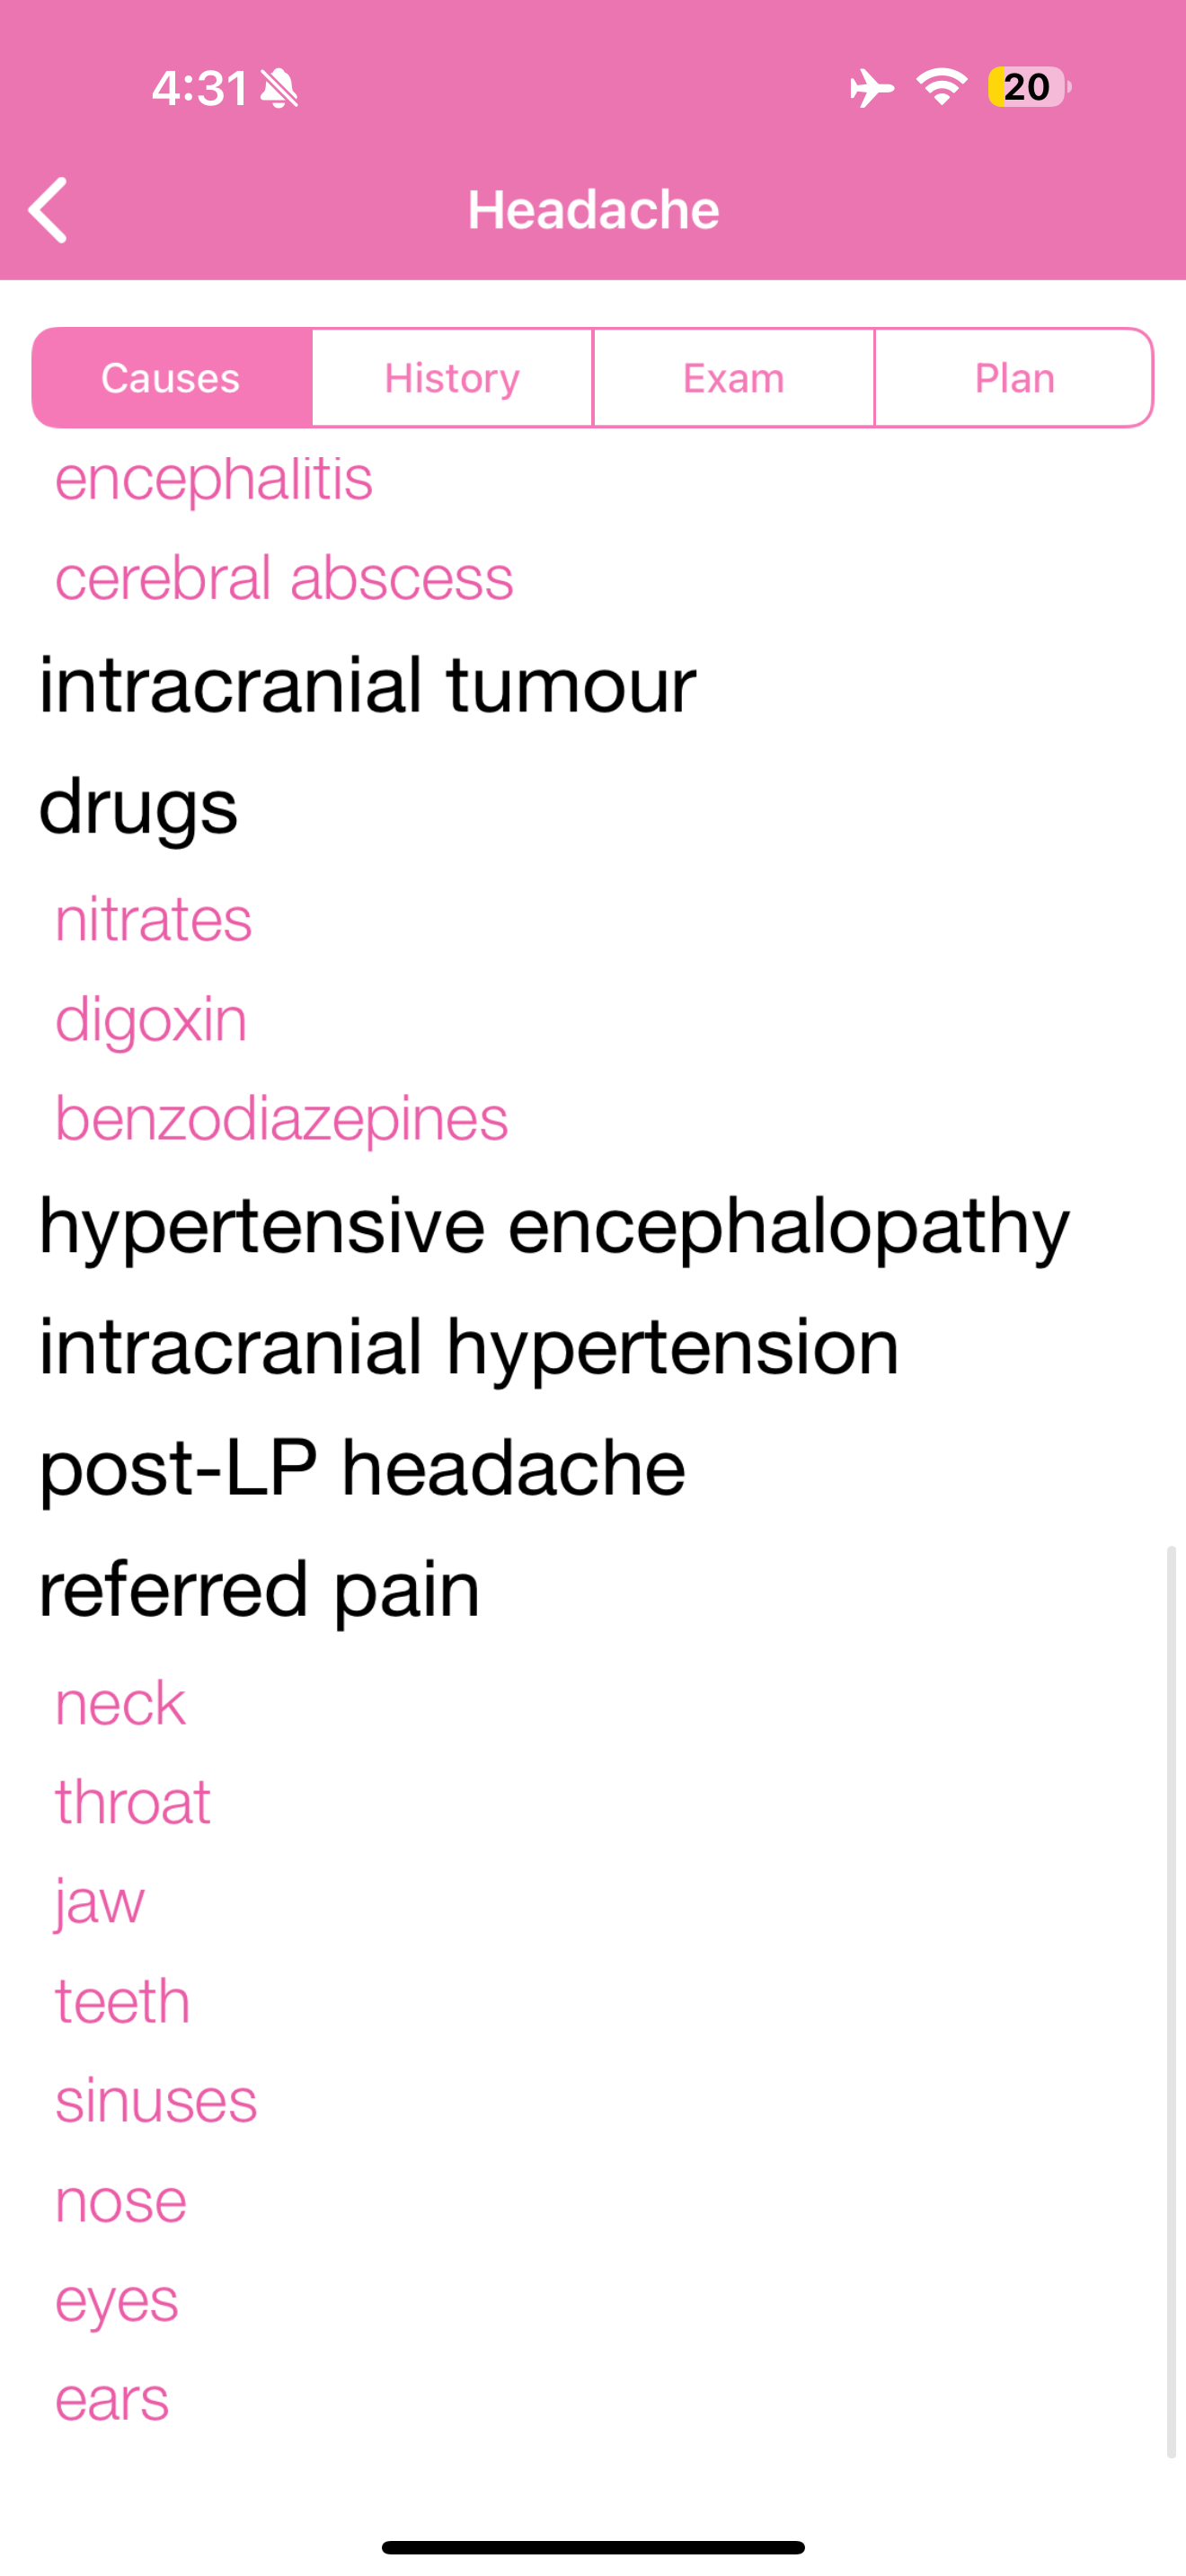 4:31
20
Headache
Causes History Exam Plan
encephalitis
cerebral abscess
intracranial tumour
drugs
nitrates
digoxin
benzodiazepines
hypertensive encephalopathy
intracranial hypertension
post-LP headache
referred pain
neck
throat
jaw
teeth
sinuses
nose
eyes
ears